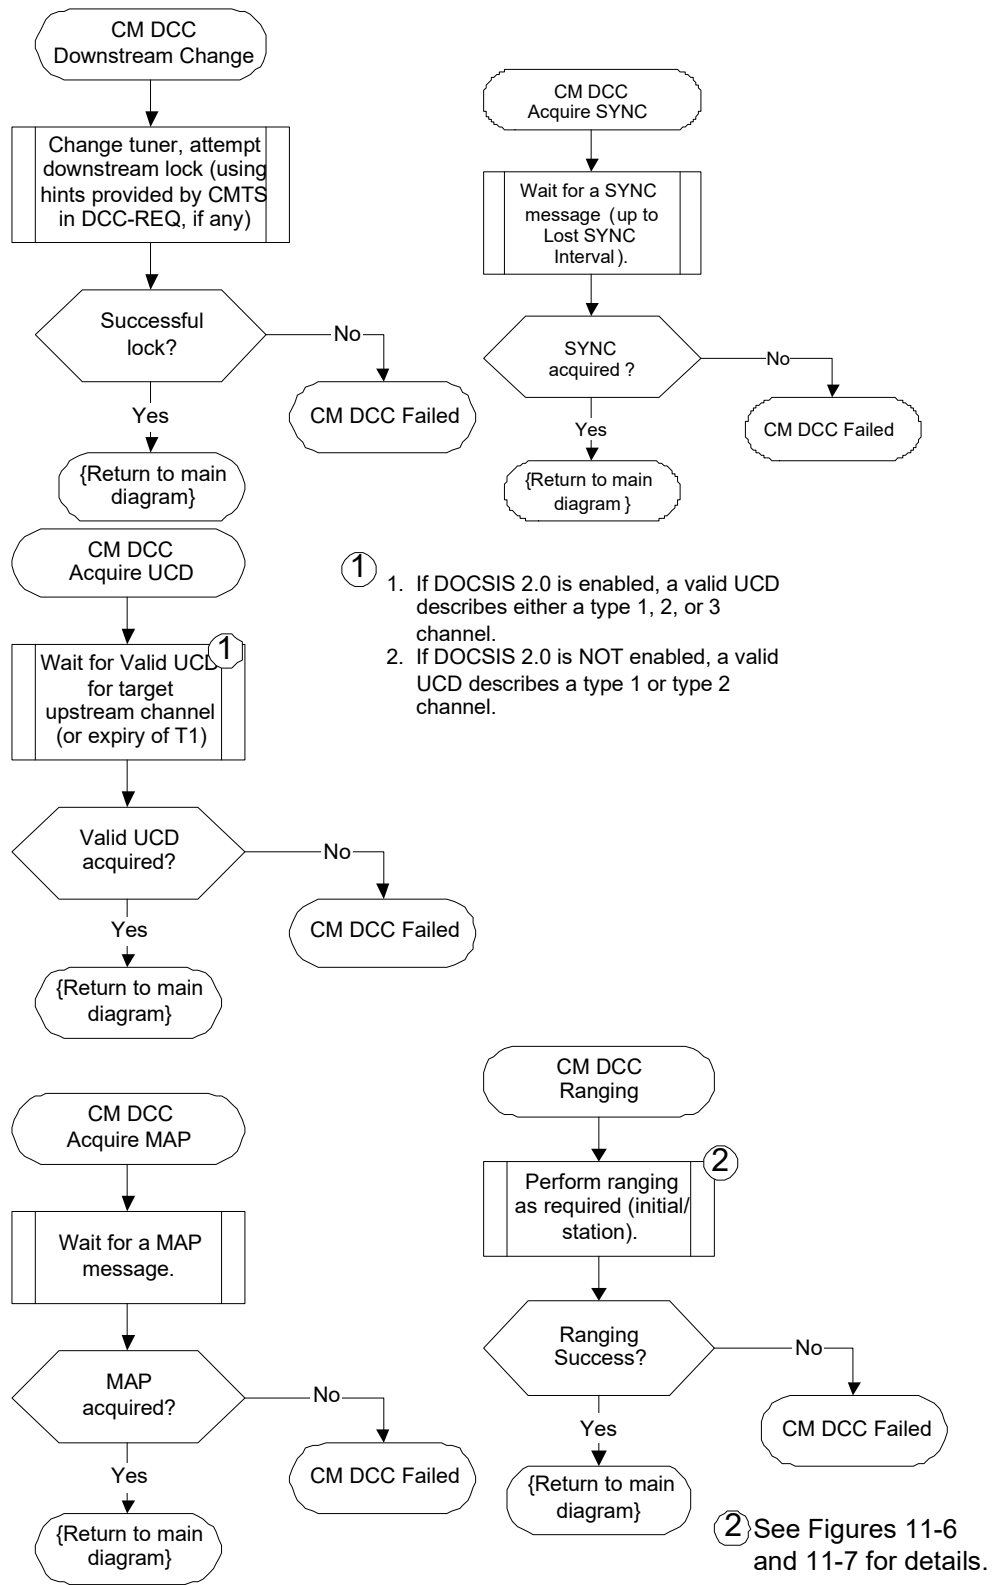 CM DCC
Downstream Change
Change tuner, attempt
downstream lock (using
hints provided by CMTS
in DCC-REQ, if any)
Successful
lock?
No
CM DCC Failed
Yes
{Return to main
diagram}
CM DCC
Acquire SYNC
Wait for a SYNC
message (up to
Lost SYNC
Interval).
SYNC
acquired ?
No
CM DCC Failed
Yes
{Return to main
diagram }
CM DCC
Acquire UCD
1
Wait for Valid UCD
for target
upstream channel
(or expiry of T1)
Valid UCD
acquired?
No
CM DCC Failed
Yes
{Return to main
diagram}
1
1. If DOCSIS 2.0 is enabled, a valid UCD
describes either a type 1, 2, or 3
channel.
2. If DOCSIS 2.0 is NOT enabled, a valid
UCD describes a type 1 or type 2
channel.
CM DCC
Acquire MAP
Wait for a MAP
message.
MAP
acquired?
No
CM DCC Failed
Yes
{Return to main
diagram}
CM DCC
Ranging
2
Perform ranging
as required (initial/
station).
Ranging
Success?
No
CM DCC Failed
Yes
{Return to main
diagram}
2 See Figures 11-6
and 11-7 for details.